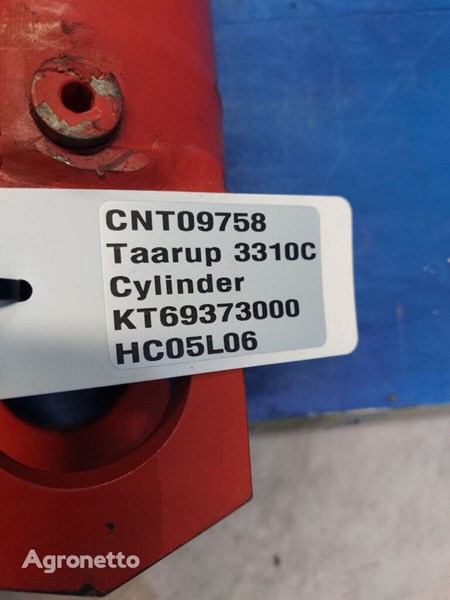 CNT09758
Taarup 3310C
Cylinder
KT69373000
HC05L06
Agronetto